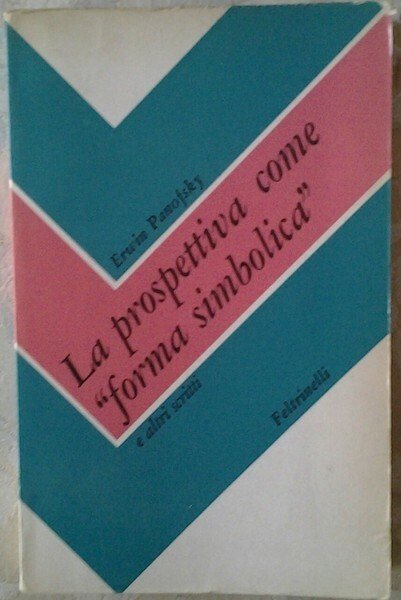 Erwin Panofsky
La prospettiva come
“forma simbolica”
e altri scritti
Feltrinelli